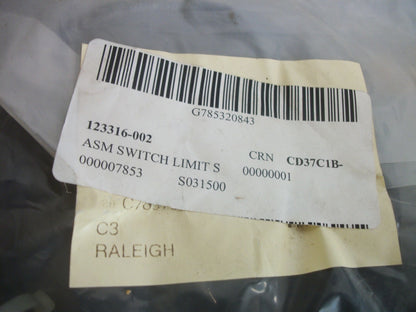 G785320843
123316-002
ASM SWITCH LIMIT S CRN CD37C1B-
000007853 S031500 00000001
C3
RALEIGH